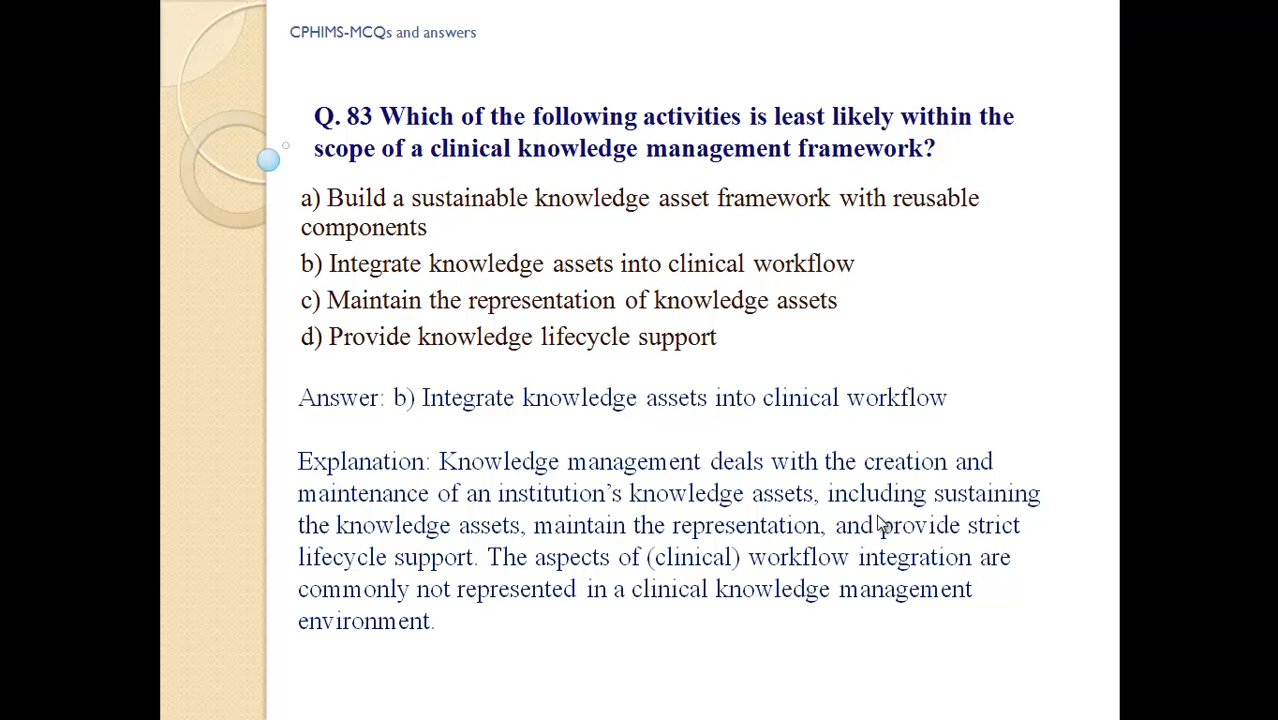 CPHIMS-MCQs and answers
Q. 83 Which of the following activities is least likely within the
scope of a clinical knowledge management framework?
a) Build a sustainable knowledge asset framework with reusable
components
b) Integrate knowledge assets into clinical workflow
c) Maintain the representation of knowledge assets
d) Provide knowledge lifecycle support
Answer: b) Integrate knowledge assets into clinical workflow
Explanation: Knowledge management deals with the creation and
maintenance of an institution’s knowledge assets, including sustaining
the knowledge assets, maintain the representation, and provide strict
lifecycle support. The aspects of (clinical) workflow integration are
commonly not represented in a clinical knowledge management
environment.